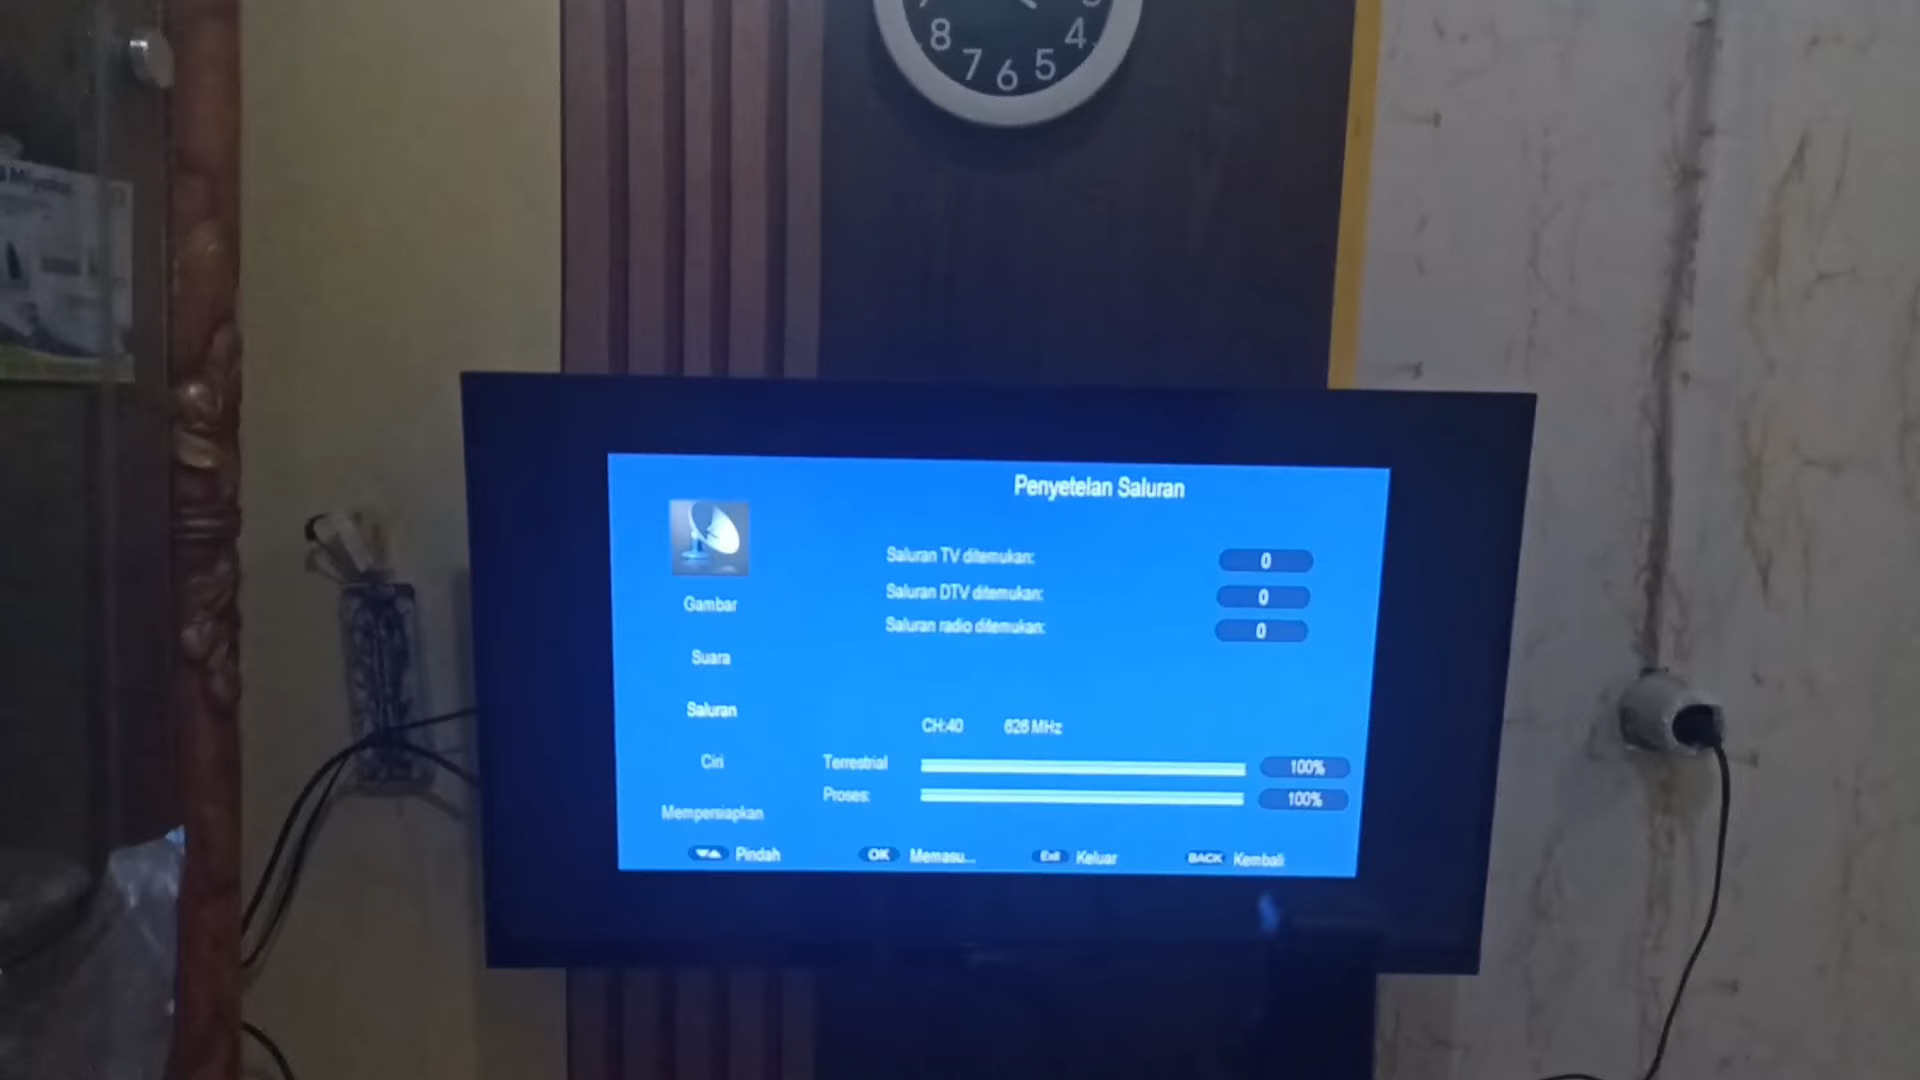 8 7 6 5 4
Miyako
Penyetelan Saluran
Saluran TV ditemukan: 0
Saluran DTV ditemukan: 0
Saluran radio ditemukan: 0
Gambar
Suara
Saluran
Ciri
Mempersiapkan
CH:40 626 MHz
Terrestrial 100%
Proses: 100%
Pindah OK Memasu... Exit Keluar BACK Kembali